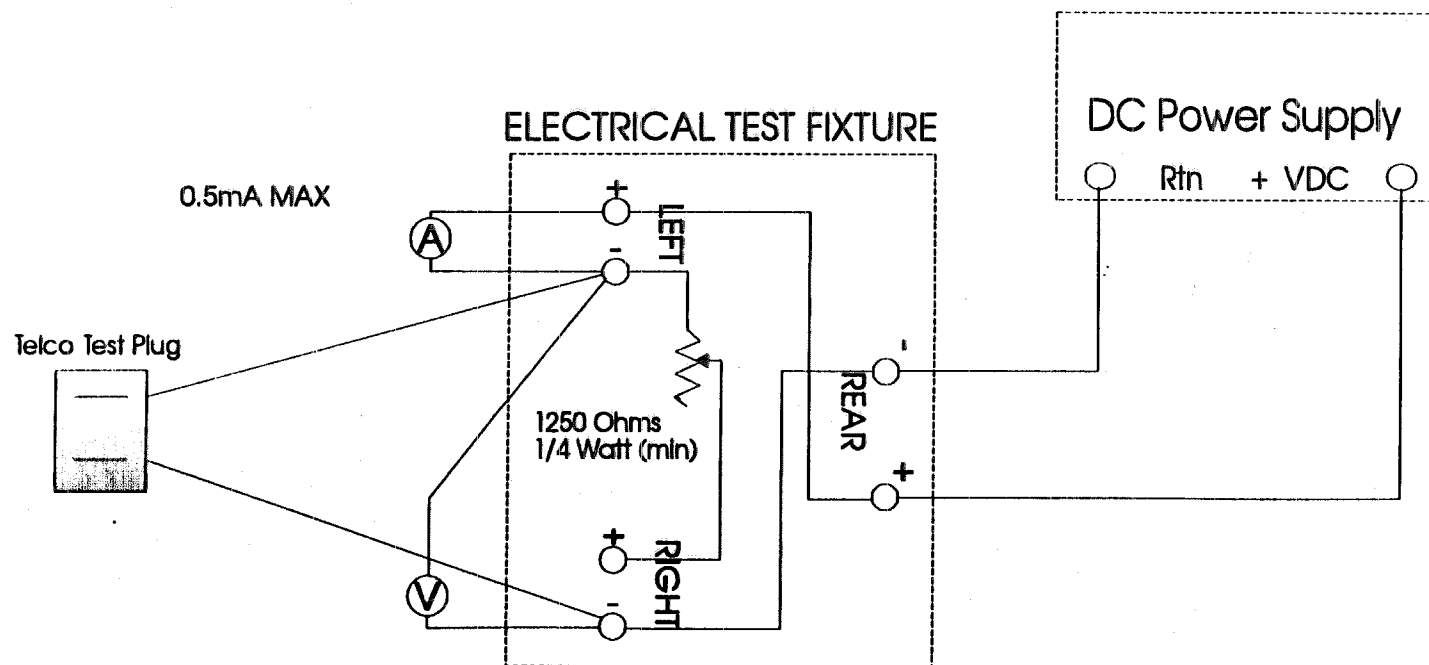 DC Power Supply
Rtn + VDC
ELECTRICAL TEST FIXTURE
0.5mA MAX
+
LEFT
A
-
Telco Test Plug
-
REAR
1250 Ohms
1/4 Watt (min)
+
+
RIGHT
V
-